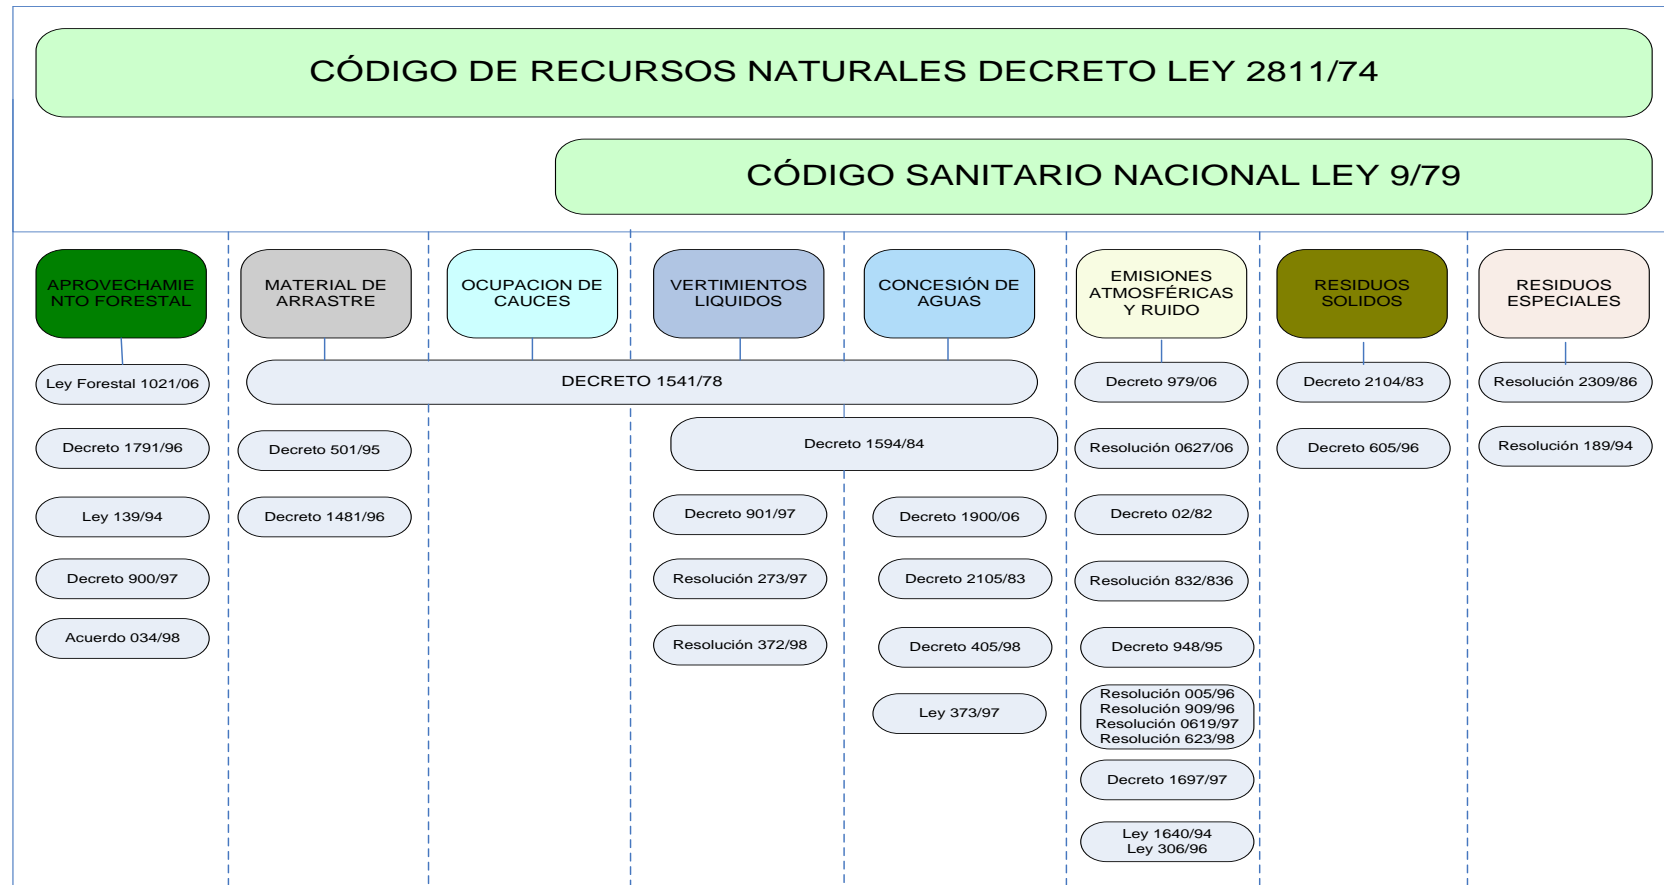 CÓDIGO DE RECURSOS NATURALES DECRETO LEY 2811/74
CÓDIGO SANITARIO NACIONAL LEY 9/79
APROVECHAMIE
NTO FORESTAL
Ley Forestal 1021/06
Decreto 1791/96
Ley 139/94
Decreto 900/97
Acuerdo 034/98
MATERIAL DE
ARRASTRE
OCUPACION DE
CAUCES
VERTIMIENTOS
LIQUIDOS
CONCESIÓN DE
AGUAS
DECRETO 1541/78
Decreto 501/95
Decreto 1481/96
Decreto 1594/84
Decreto 901/97
Resolución 273/97
Resolución 372/98
Decreto 1900/06
Decreto 2105/83
Decreto 405/98
Ley 373/97
EMISIONES
ATMOSFÉRICAS
Y RUIDO
Decreto 979/06
Resolución 0627/06
Decreto 02/82
Resolución 832/836
Decreto 948/95
Resolución 005/96
Resolución 909/96
Resolución 0619/97
Resolución 623/98
Decreto 1697/97
Ley 1640/94
Ley 306/96
RESIDUOS
SOLIDOS
Decreto 2104/83
Decreto 605/96
RESIDUOS
ESPECIALES
Resolución 2309/86
Resolución 189/94